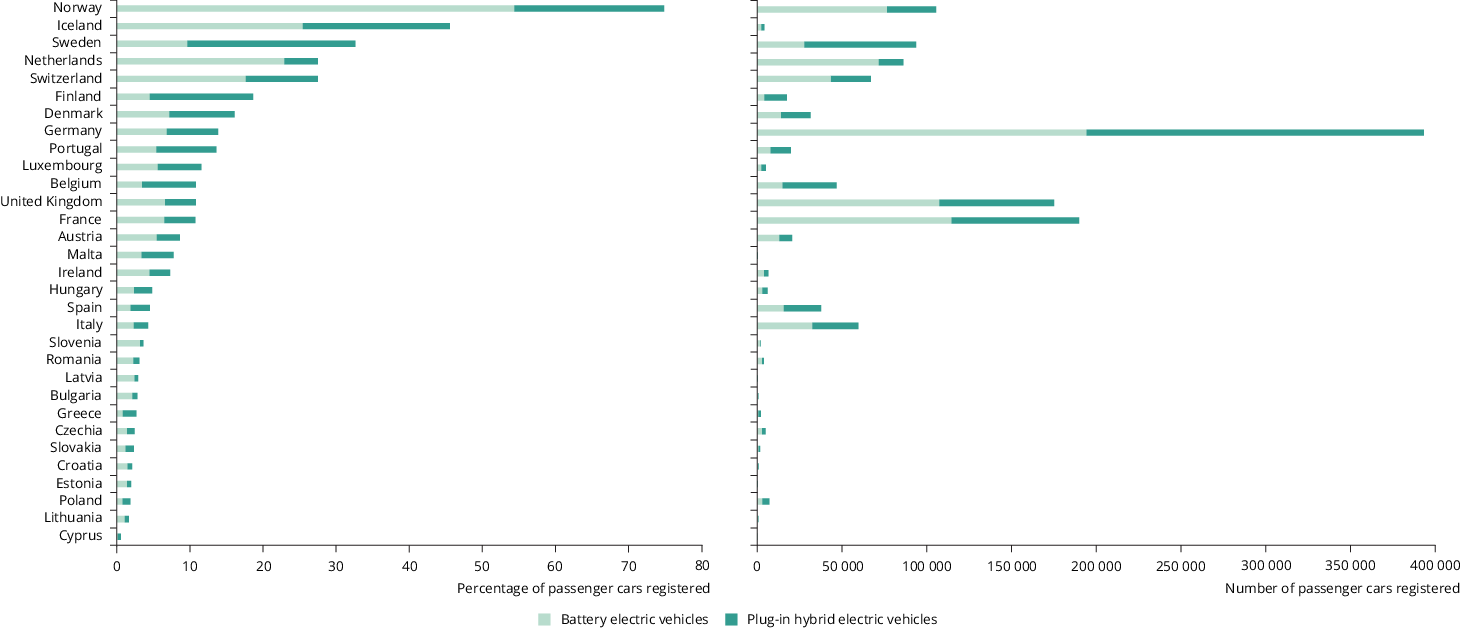 Norway
Iceland
Sweden
Netherlands
Switzerland
Finland
Denmark
Germany
Portugal
Luxembourg
Belgium
United Kingdom
France
Austria
Malta
Ireland
Hungary
Spain
Italy
Slovenia
Romania
Latvia
Bulgaria
Greece
Czechia
Slovakia
Croatia
Estonia
Poland
Lithuania
Cyprus
0 10 20 30 40 50 60 70 80
Percentage of passenger cars registered
0 50 000 100 000 150 000 200 000 250 000 300 000 350 000 400 000
Number of passenger cars registered
Battery electric vehicles Plug-in hybrid electric vehicles